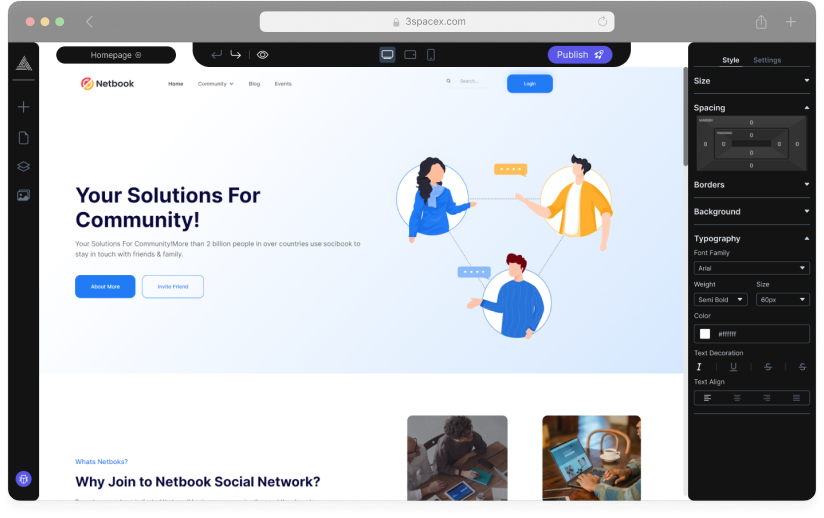 3spacex.com
Homepage
Publish
Style Settings
Size
Spacing
0
0
0 0 0 0
0
0
Borders
Background
Typography
Font Family
Arial
Weight Size
Semi Bold 60px
Color
#ffffff
Text Decoration
I U S S
Text Align
Netbook
Home Community Blog Events
Search...
Login
Your Solutions For
Community!
Your Solutions For Community!More than 2 billion people in over countries use socibook to
stay in touch with friends & family.
About More Invite Friend
Whats Netboks?
Why Join to Netbook Social Network?